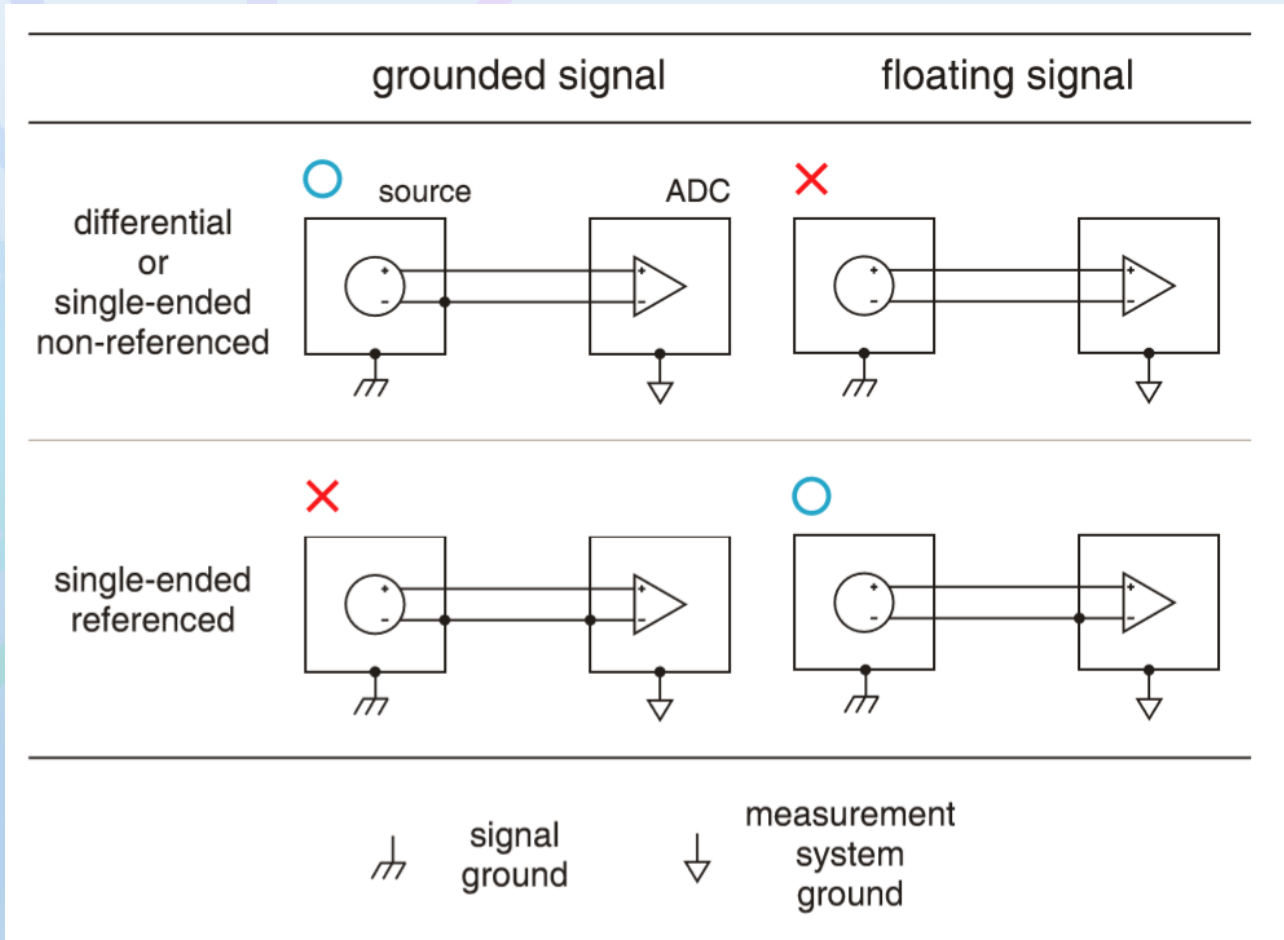 grounded signal
floating signal
source
ADC
differential
or
single-ended
non-referenced
+
-
+
-
+
-
+
-
single-ended
referenced
+
-
+
-
+
-
+
-
signal
ground
measurement
system
ground